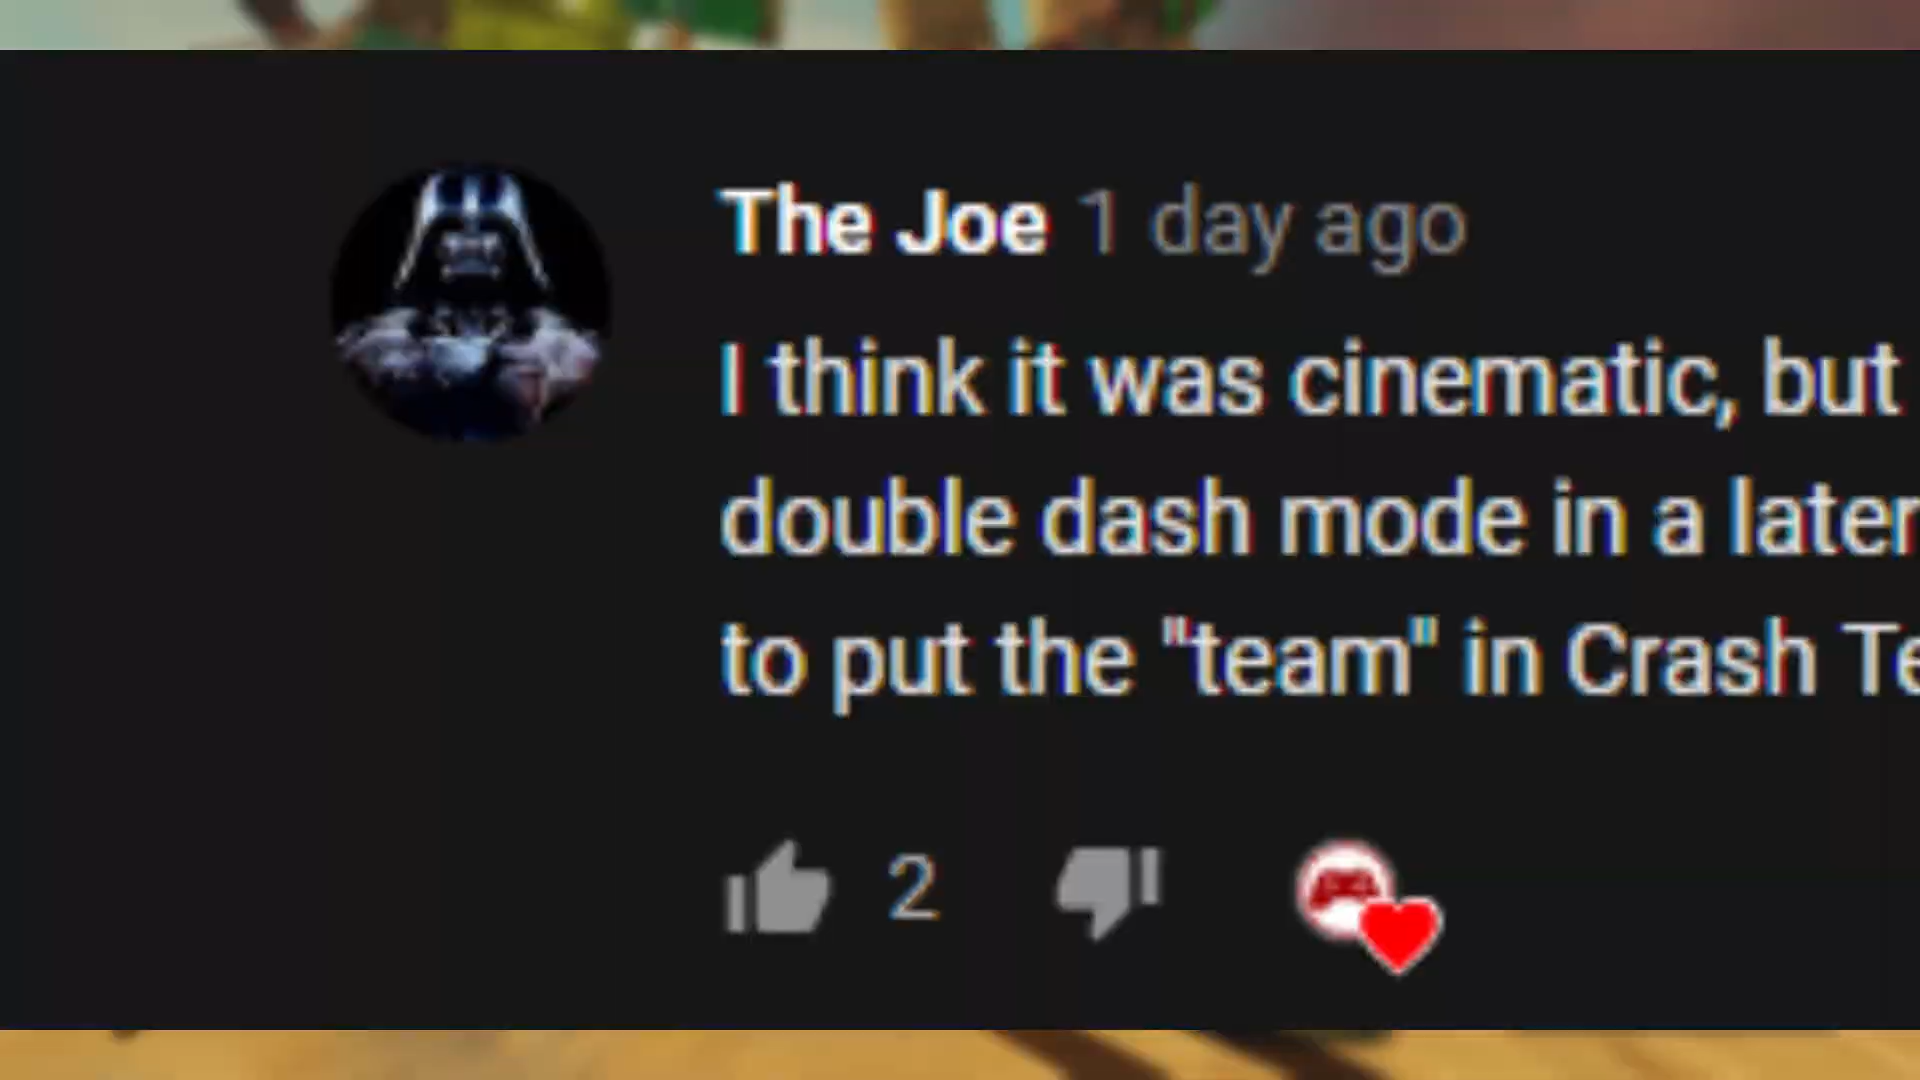 The Joe 1 day ago
I think it was cinematic, but
double dash mode in a later
to put the "team" in Crash Te
2